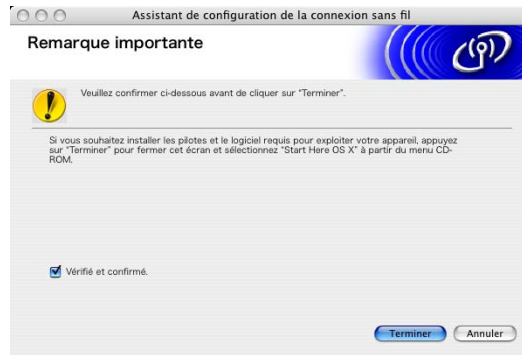 Assistant de configuration de la connexion sans fil
Remarque importante
Veuillez confirmer ci-dessous avant de cliquer sur "Terminer".
Si vous souhaitez installer les pilotes et le logiciel requis pour exploiter votre appareil, appuyez
sur "Terminer" pour fermer cet écran et sélectionnez "Start Here OS X" à partir du menu CD-
ROM.
Vérifié et confirmé.
Terminer Annuler